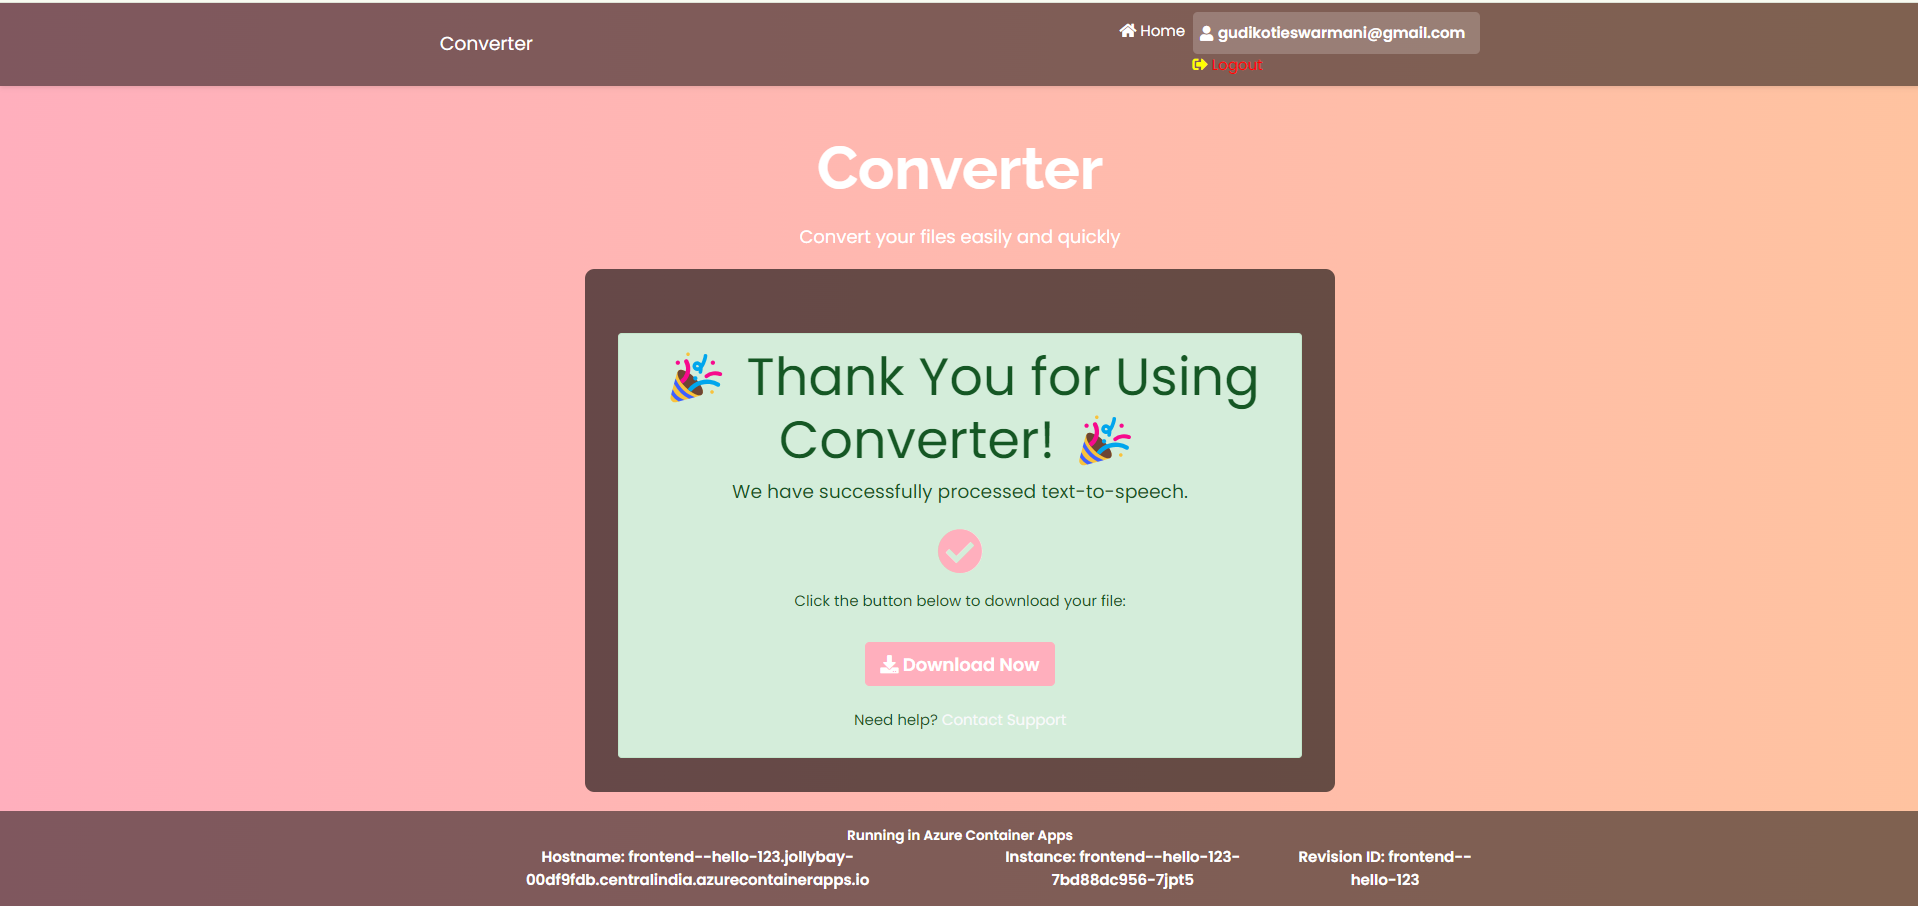 Converter
Home
gudikotieswarmani@gmail.com
Logout
Converter
Convert your files easily and quickly
🎉 Thank You for Using
Converter! 🎉
We have successfully processed text-to-speech.
Click the button below to download your file:
Download Now
Need help? Contact Support
Running in Azure Container Apps
Hostname: frontend--hello-123.jollybay-
00df9fdb.centralindia.azurecontainerapps.io
Instance: frontend--hello-123-
7bd88dc956-7jpt5
Revision ID: frontend--
hello-123